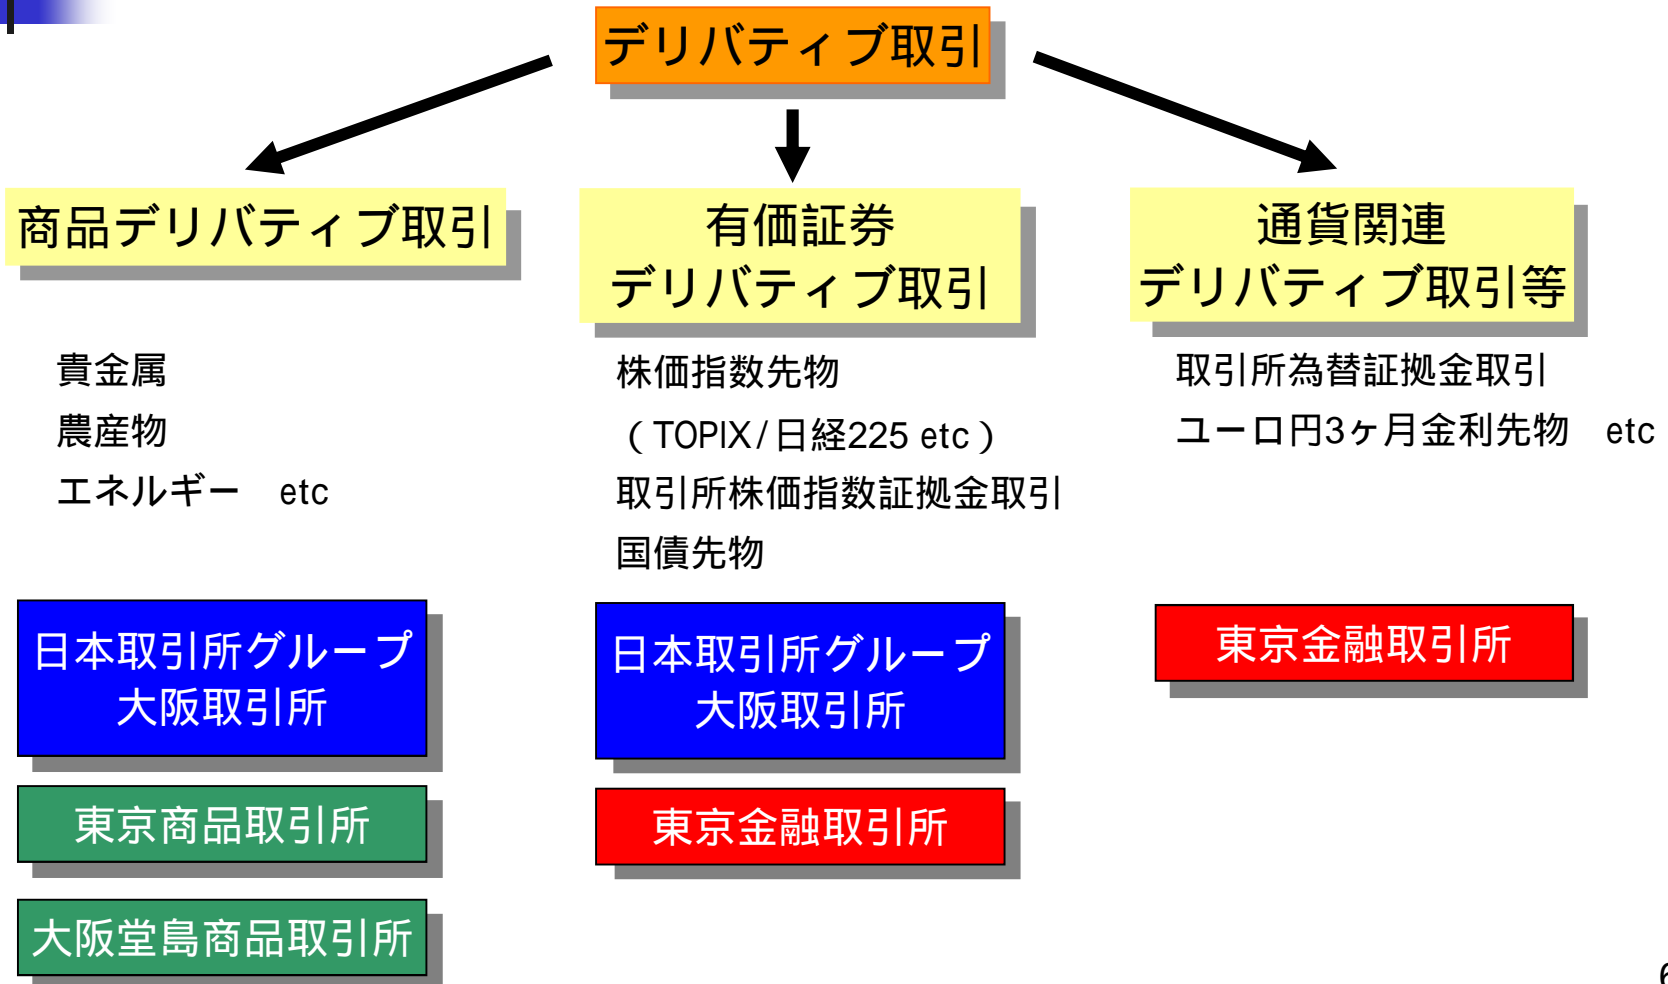 デリバティブ取引
商品デリバティブ取引
貴金属
農産物
エネルギー　etc
日本取引所グループ
大阪取引所
東京商品取引所
大阪堂島商品取引所
有価証券
デリバティブ取引
株価指数先物
（TOPIX/日経225 etc）
取引所株価指数証拠金取引
国債先物
日本取引所グループ
大阪取引所
東京金融取引所
通貨関連
デリバティブ取引等
取引所為替証拠金取引
ユーロ円3ヶ月金利先物　etc
東京金融取引所